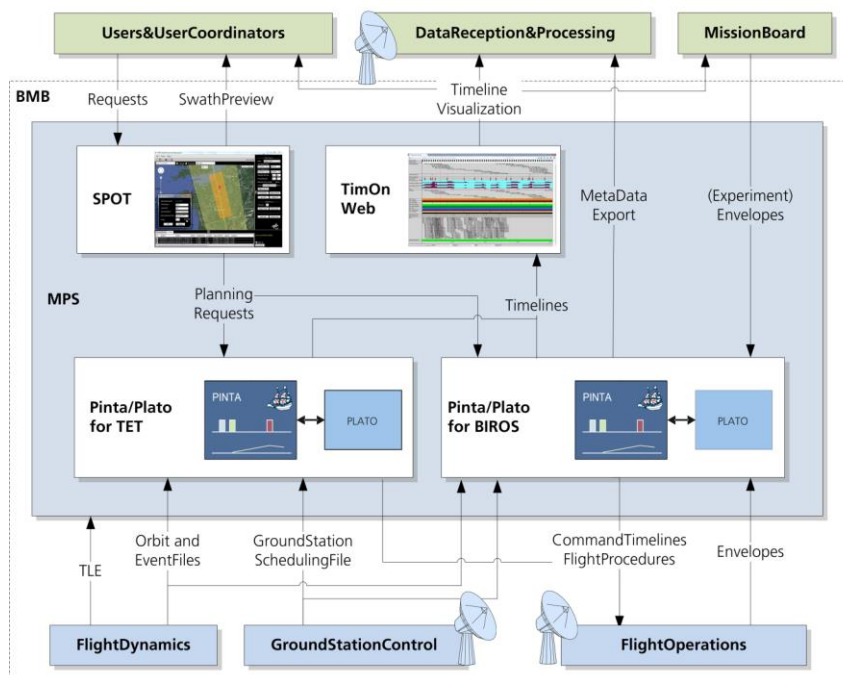 Users&UserCoordinators
DataReception&Processing
MissionBoard
BMB
Requests
SwathPreview
Timeline
Visualization
SPOT
TimOn
Web
MetaData
Export
(Experiment)
Envelopes
MPS
Planning
Requests
Timelines
Pinta/Plato
for TET
PINTA
PLATO
Pinta/Plato
for BIROS
PINTA
PLATO
TLE
Orbit and
EventFiles
GroundStation
SchedulingFile
CommandTimelines
FlightProcedures
Envelopes
FlightDynamics
GroundStationControl
FlightOperations